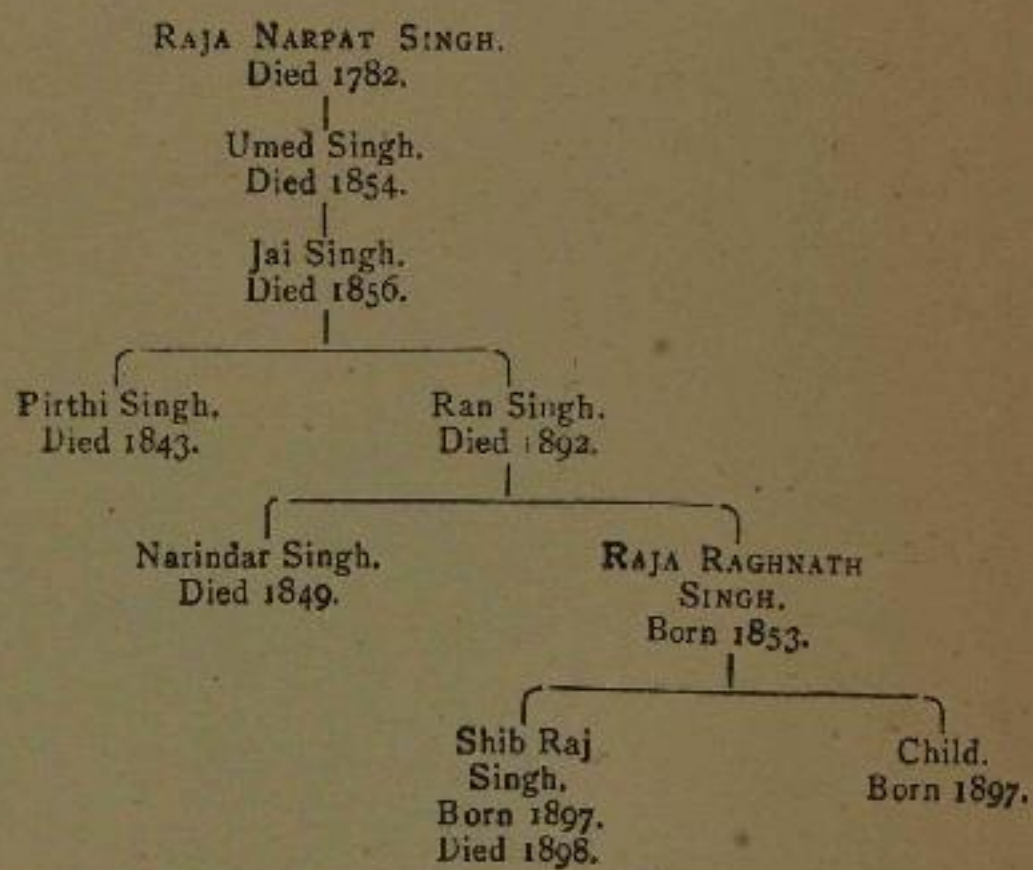 RAJA NARPAT SINGH.
Died 1782.
Umed Singh.
Died 1854.
Jai Singh.
Died 1856.
Pirthi Singh.
Died 1843.
Ran Singh.
Died 1892.
Narindar Singh.
Died 1849.
RAJA RAGHNATH
SINGH.
Born 1853.
Shib Raj
Singh.
Born 1897.
Died 1898.
Child.
Born 1897.